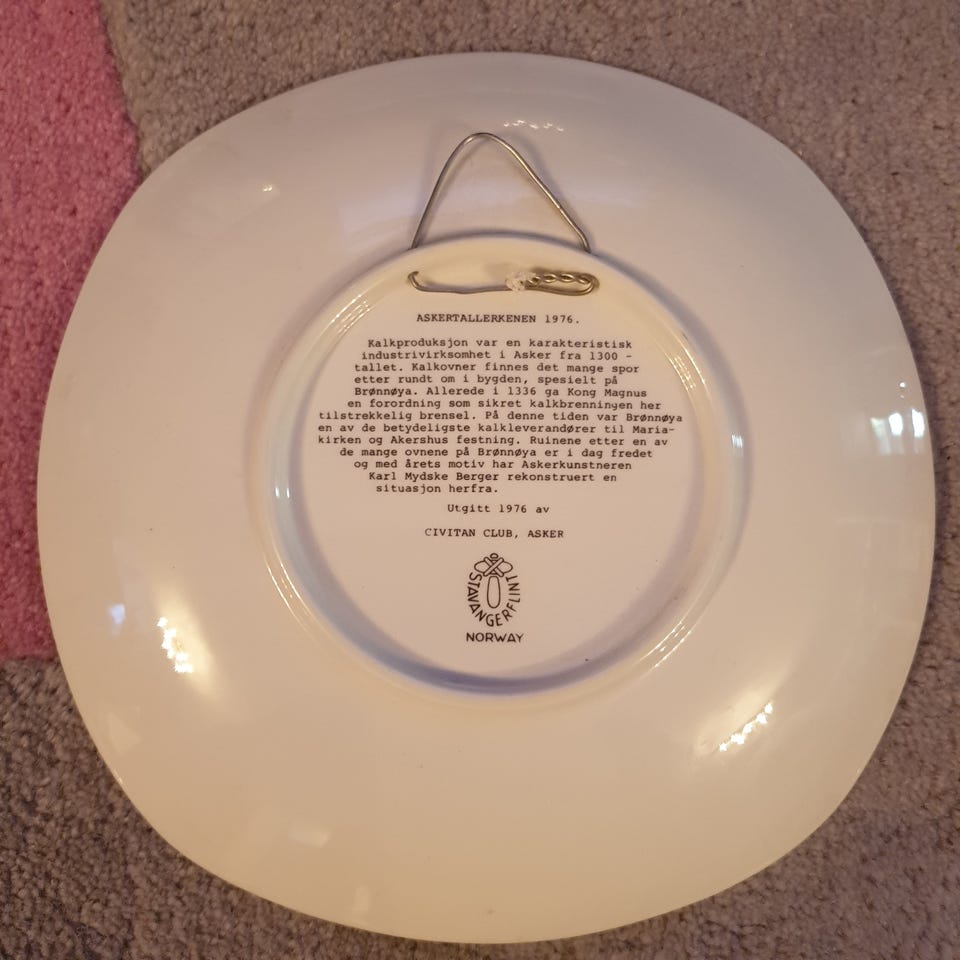 ASKERTALLERKENEN 1976.
Kalkproduksjon var en karakteristisk
industrivirksomhet i Asker fra 1300 -
tallet. Kalkovner finnes det mange spor
etter rundt om i bygden, spesielt på
Brønnøya. Allerede i 1336 ga Kong Magnus
en forordning som sikret kalkbrenningen her
tilstrekkelig brensel. På denne tiden var Brønnøya
en av de betydeligste kalkleverandører til Maria-
kirken og Akershus festning. Ruinene etter en av
de mange ovnene på Brønnøya er i dag fredet
og med årets motiv har Askerkunstneren
Karl Mydske Berger rekonstruert en
situasjon herfra.
Utgitt 1976 av
CIVITAN CLUB, ASKER
STAVANGERFLINT
NORWAY